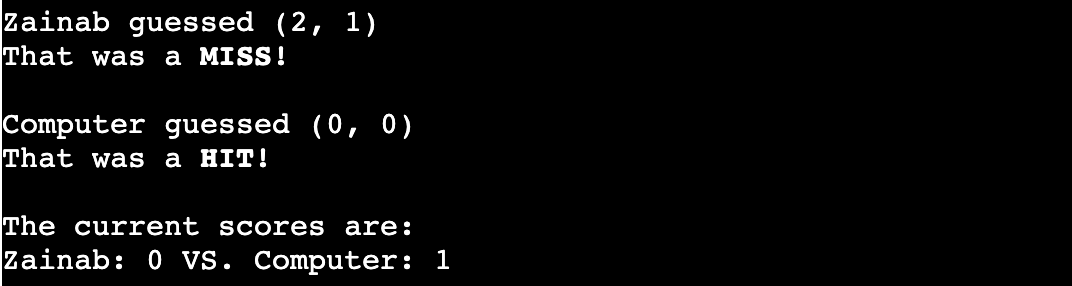 Zainab guessed (2, 1)
That was a MISS!
Computer guessed (0, 0)
That was a HIT!
The current scores are:
Zainab: 0 VS. Computer: 1